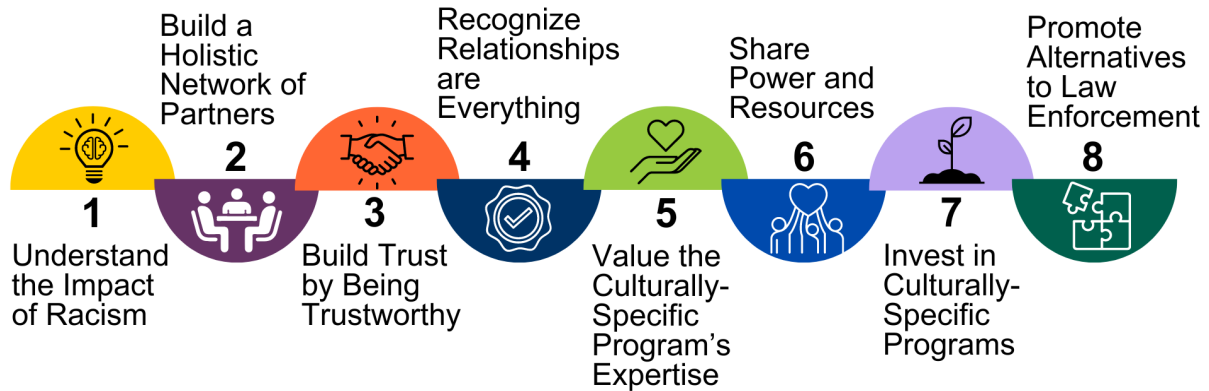 1
Understand
the Impact
of Racism
Build a
Holistic
Network of
Partners
2
3
Build Trust
by Being
Trustworthy
Recognize
Relationships
are
Everything
4
5
Value the
Culturally-
Specific
Program’s
Expertise
Share
Power and
Resources
6
7
Invest in
Culturally-
Specific
Programs
Promote
Alternatives
to Law
Enforcement
8